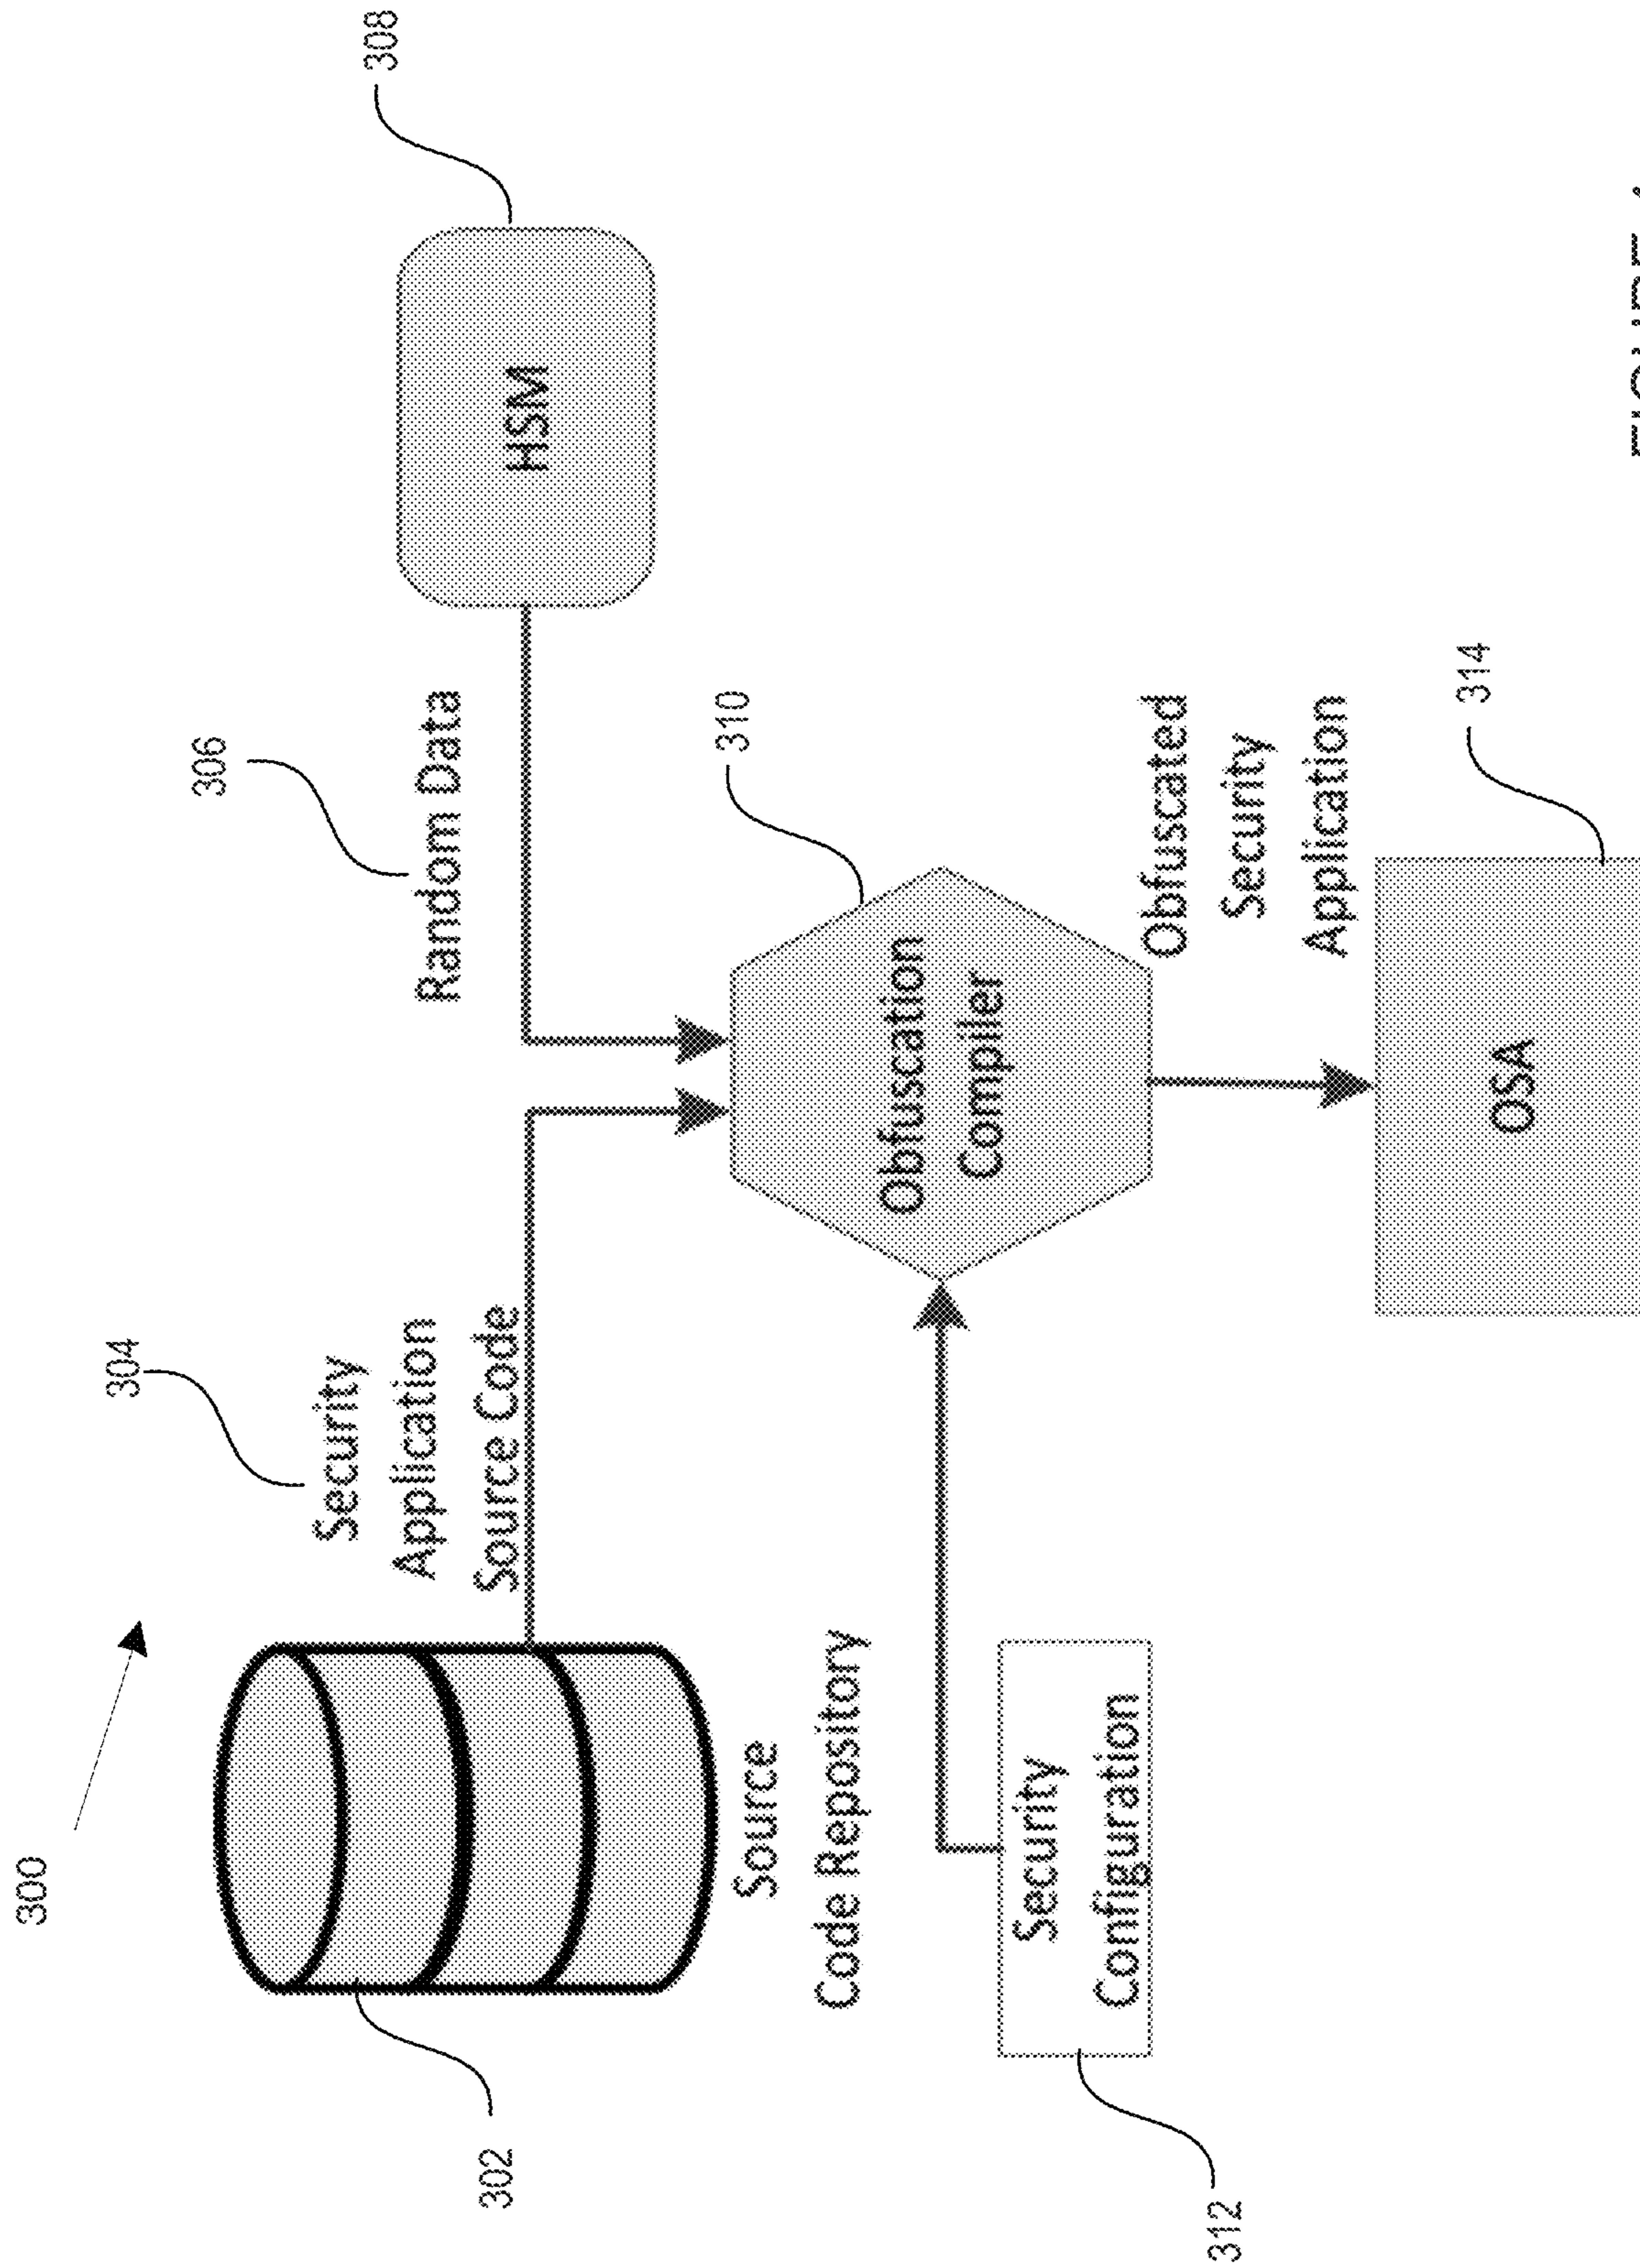 300
304
306
308
Security
Application
Source Code
Random Data
HSM
302
Source
Code Repository
310
Obfuscation
Compiler
Security
Configuration
312
Obfuscated
Security
Application
314
OSA
FIGURE